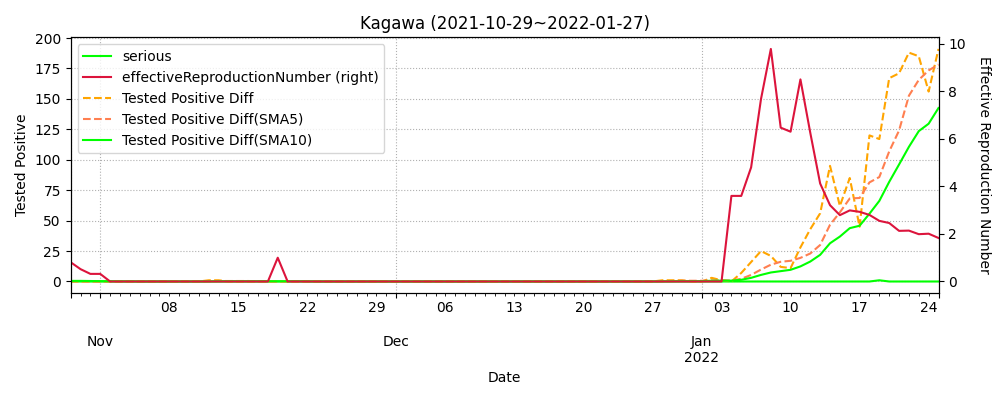 Kagawa (2021-10-29~2022-01-27)
serious
effectiveReproductionNumber (right)
Tested Positive Diff
Tested Positive Diff(SMA5)
Tested Positive Diff(SMA10)
Tested Positive
200
175
150
125
100
75
50
25
0
10
8
6
4
2
0
Effective Reproduction Number
08 15 22 29 06 13 20 27 03 10 17 24
Nov Dec Jan
2022
Date